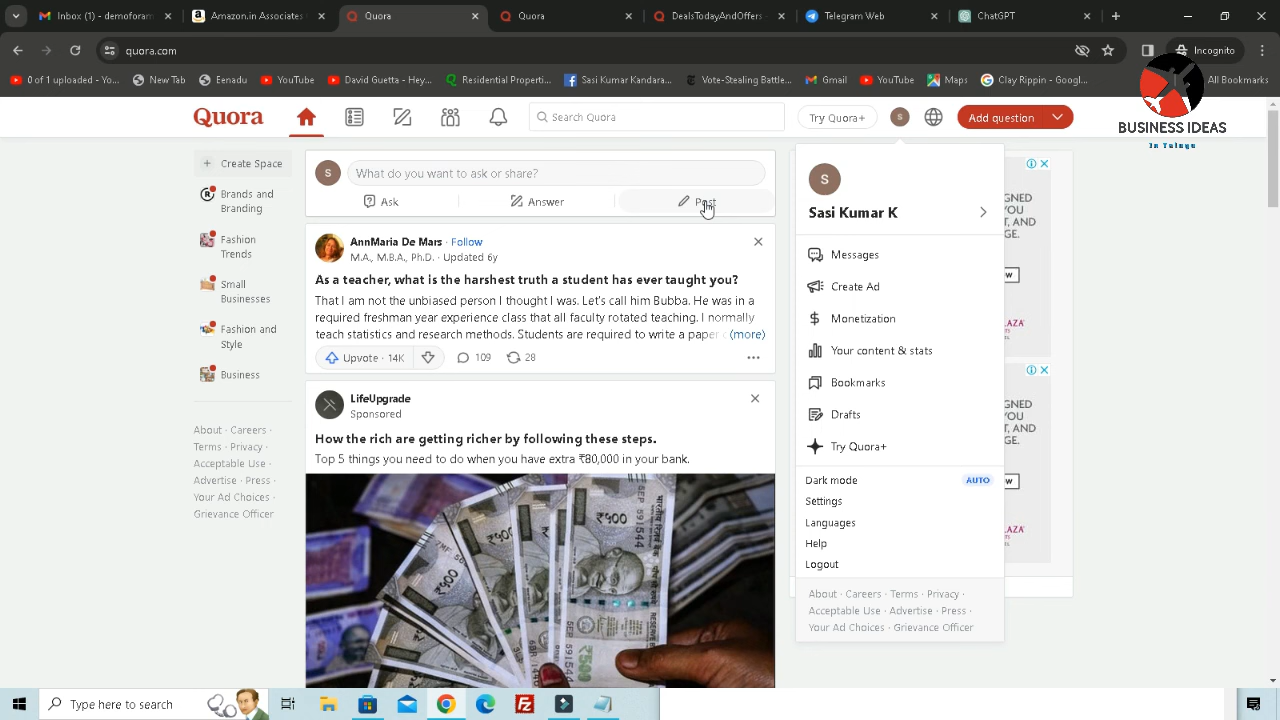 M Inbox (1) - demoforam
Amazon.in Associates
Quora
Quora
DealsTodayAndOffers -
Telegram Web
ChatGPT
quora.com
Incognito
0 of 1 uploaded - Yo...
New Tab
Eenadu
YouTube
David Guetta - Hey...
Residential Properti...
Sasi Kumar Kandara...
Vote-Stealing Battle...
Gmail
YouTube
Maps
Clay Rippin - Googl...
All Bookmarks
BUSINESS IDEAS
In Telugu
Quora
Search Quora
Try Quora+
S
Add question
Create Space
Brands and
Branding
Fashion
Trends
Small
Businesses
Fashion and
Style
Business
About · Careers ·
Terms · Privacy ·
Acceptable Use ·
Advertise · Press ·
Your Ad Choices ·
Grievance Officer
S
What do you want to ask or share?
Ask
Answer
Post
AnnMaria De Mars · Follow
M.A., M.B.A., Ph.D. · Updated 6y
As a teacher, what is the harshest truth a student has ever taught you?
That I am not the unbiased person I thought I was. Let's call him Bubba. He was in a
required freshman year experience class that all faculty rotated teaching. I normally
teach statistics and research methods. Students are required to write a paper (more)
Upvote · 14K
109
28
LifeUpgrade
Sponsored
How the rich are getting richer by following these steps.
Top 5 things you need to do when you have extra ₹80,000 in your bank.
₹500
S
Sasi Kumar K
Messages
Create Ad
Monetization
Your content & stats
Bookmarks
Drafts
Try Quora+
Dark mode
AUTO
Settings
Languages
Help
Logout
About · Careers · Terms · Privacy ·
Acceptable Use · Advertise · Press ·
Your Ad Choices · Grievance Officer
Type here to search